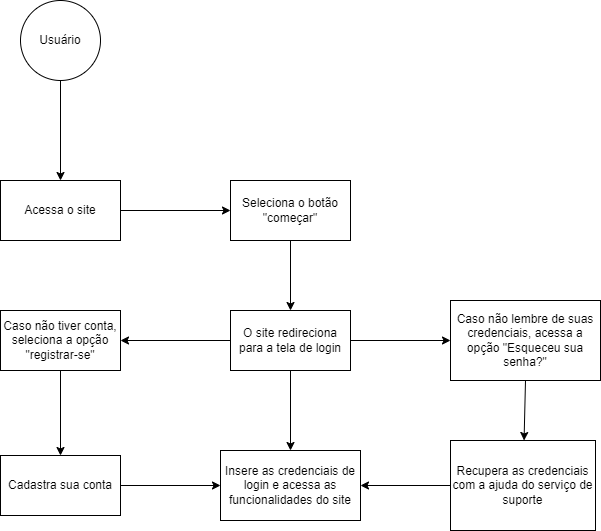 Usuário
Acessa o site
Seleciona o botão
"começar"
Caso não tiver conta,
seleciona a opção
"registrar-se"
O site redireciona
para a tela de login
Caso não lembre de suas
credenciais, acessa a
opção "Esqueceu sua
senha?"
Cadastra sua conta
Insere as credenciais de
login e acessa as
funcionalidades do site
Recupera as credenciais
com a ajuda do serviço de
suporte